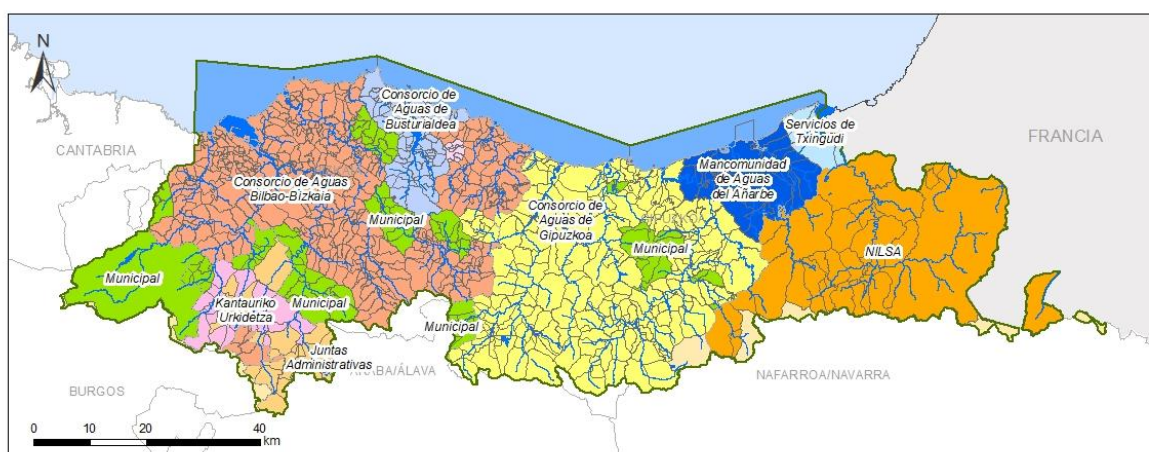 N
CANTABRIA
Consorcio de
Aguas de
Busturialdea
Servicios de
Txingudi
FRANCIA
Mancomunidad
de Aguas
del Añarbe
Consorcio de Aguas
Bilbao-Bizkaia
Municipal
Consorcio de
Aguas de
Gipuzkoa
Municipal
NILSA
Municipal
Kantauriko
Urkidetza
Municipal
Municipal
Juntas
Administrativas
ARABA/ÁLAVA
BURGOS
NAFARROA/NAVARRA
0 10 20 40
km